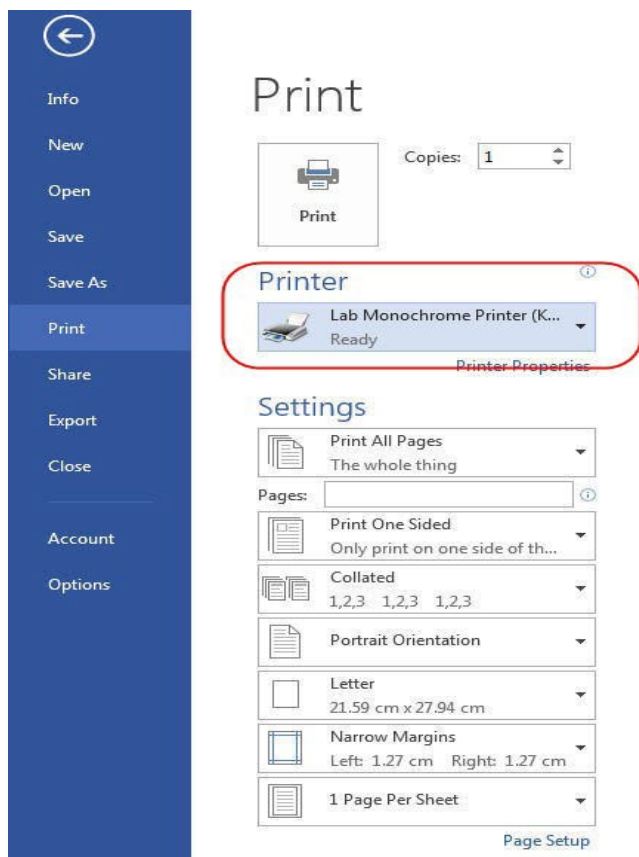 Info
New
Open
Save
Save As
Print
Share
Export
Close
Account
Options
Print
Copies: 1
Print
Printer
Lab Monochrome Printer (K...
Ready
Printer Properties
Settings
Print All Pages
The whole thing
Pages:
Print One Sided
Only print on one side of th...
Collated
1,2,3 1,2,3 1,2,3
Portrait Orientation
Letter
21.59 cm x 27.94 cm
Narrow Margins
Left: 1.27 cm Right: 1.27 cm
1 Page Per Sheet
Page Setup